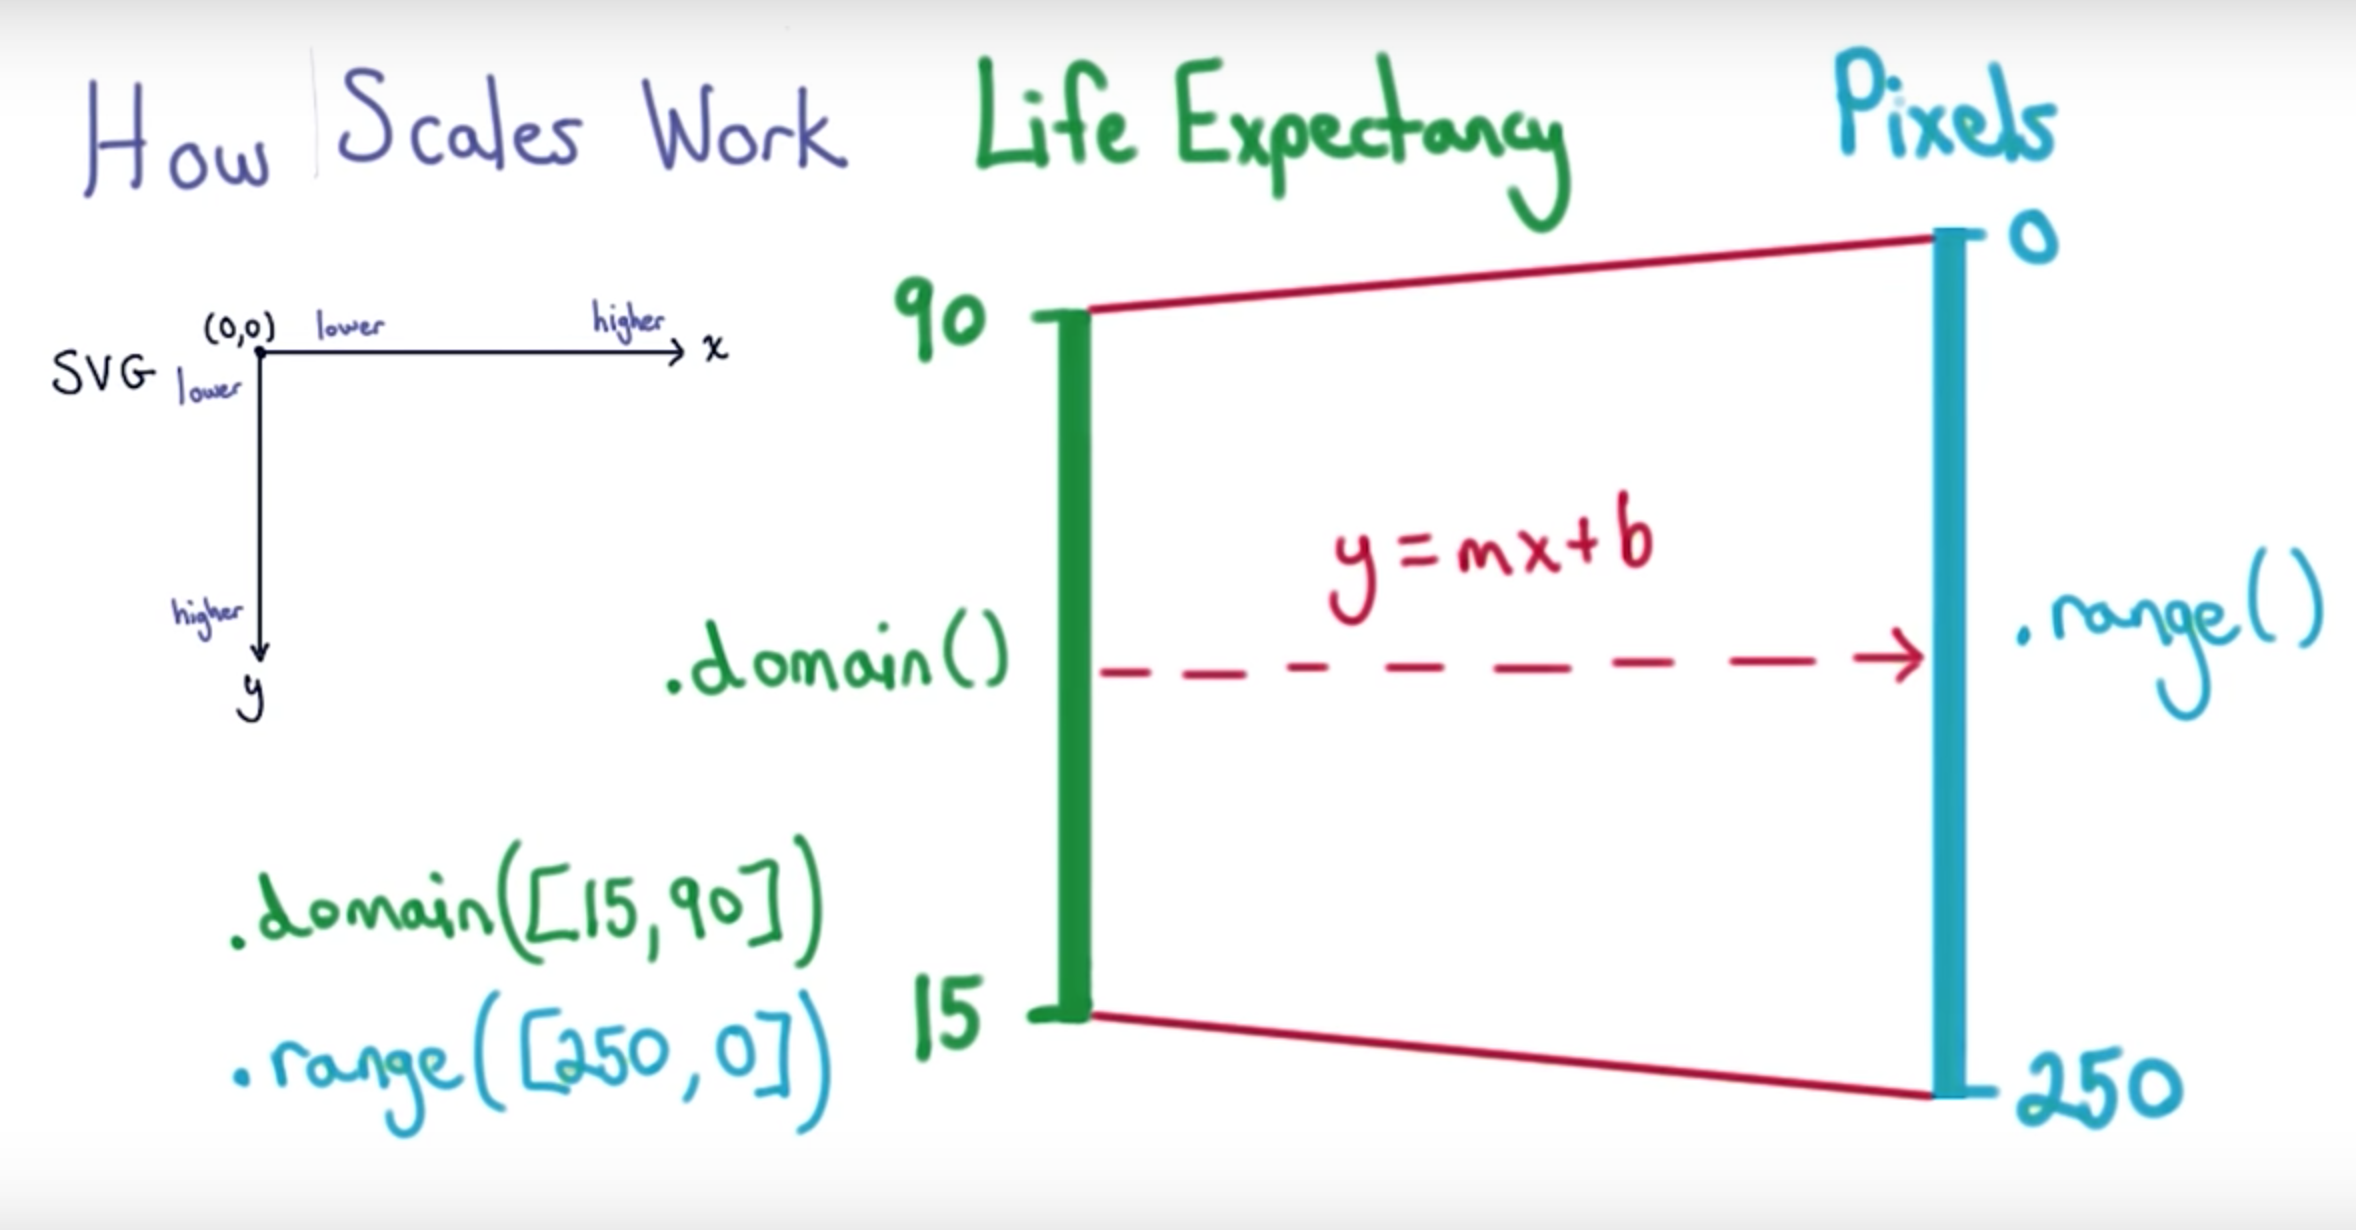 How Scales Work
Life Expectancy
Pixels
(0,0)
lower
higher
x
SVG
lower
higher
y
90
0
y = mx + b
.domain()
.range()
.domain([15,90])
.range([250,0])
15
250